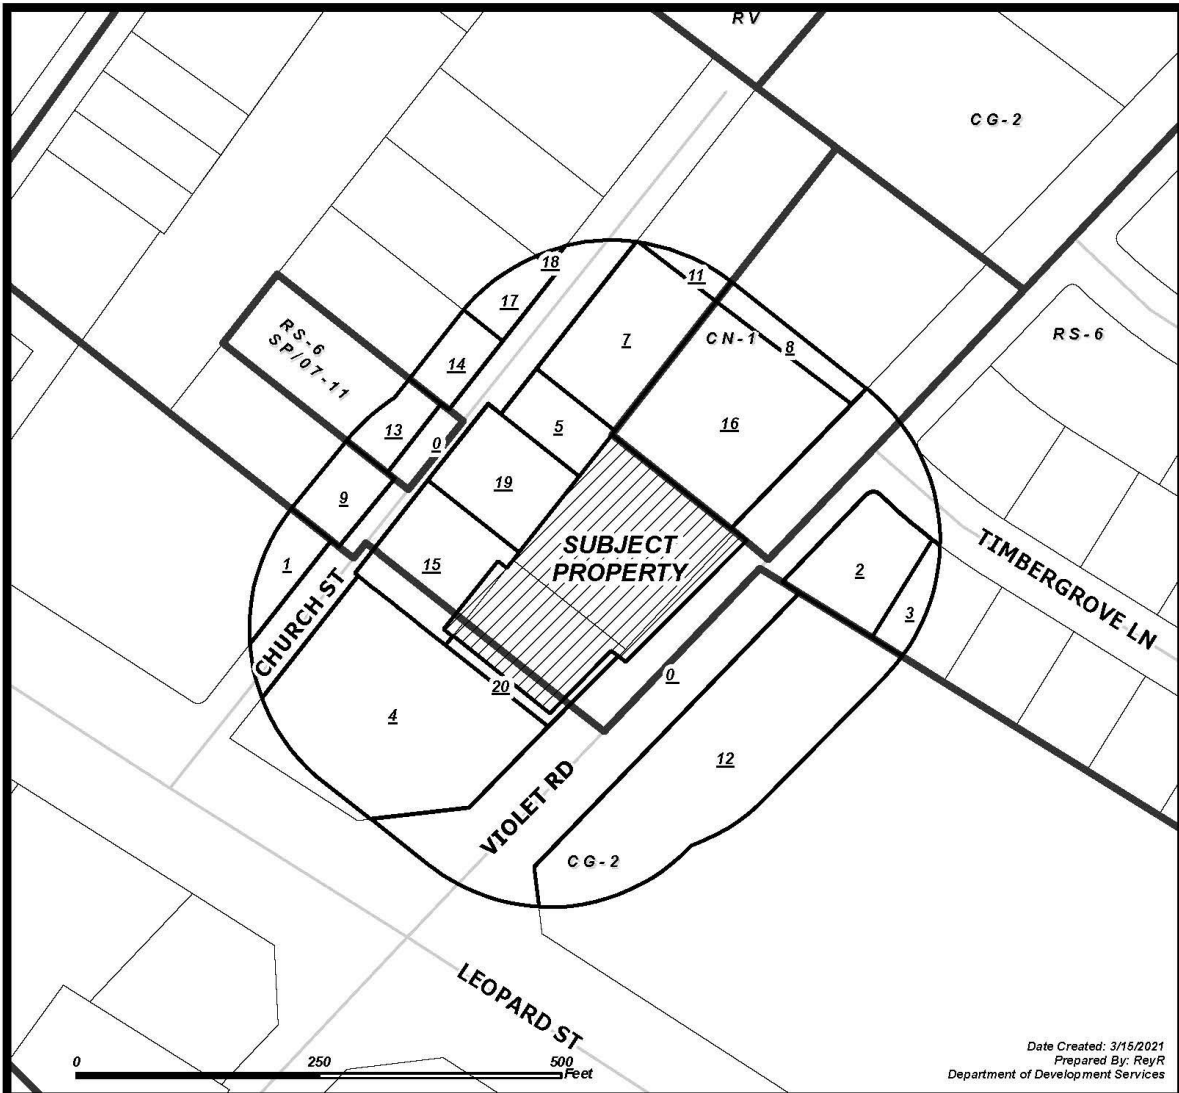 RV
CG-2
18
11
17
RS-6
SP/07-11
7
CN-1
8
RS-6
14
13
0
5
16
19
9
SUBJECT
PROPERTY
TIMBERGROVE LN
1
15
2
3
CHURCH ST
20
0
4
12
VIOLET RD
CG-2
LEOPARD ST
0 250 500
Feet
Date Created: 3/15/2021
Prepared By: ReyR
Department of Development Services